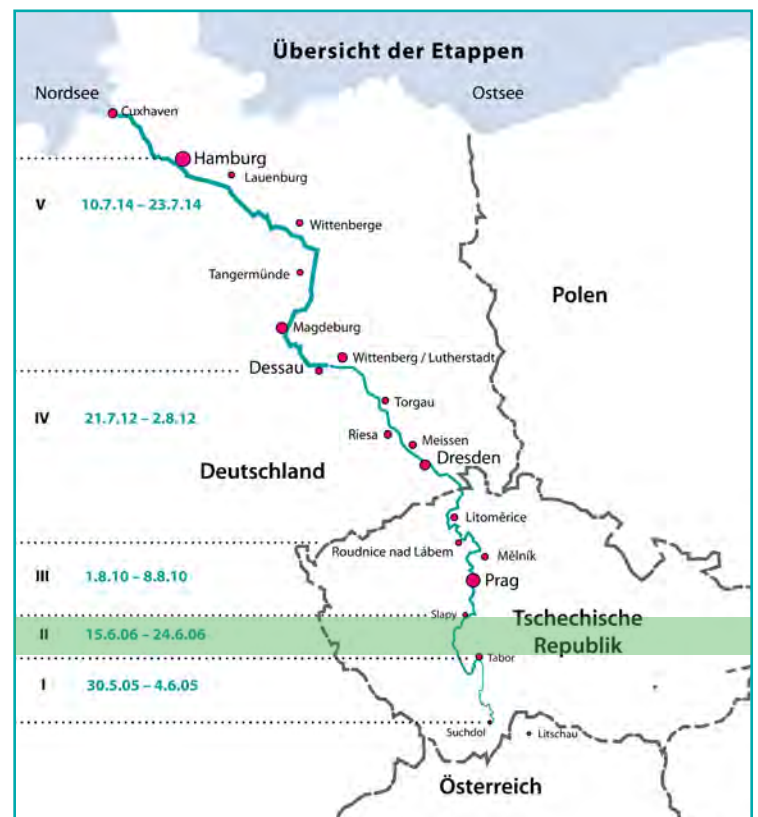 Übersicht der Etappen
Nordsee
Ostsee
Cuxhaven
Hamburg
Lauenburg
V 10.7.14 – 23.7.14
Wittenberge
Tangermünde
Polen
Magdeburg
Wittenberg / Lutherstadt
Dessau
Torgau
IV 21.7.12 – 2.8.12
Riesa
Meissen
Dresden
Deutschland
Litoměrice
Roudnice nad Lábem
Mělník
III 1.8.10 – 8.8.10
Prag
Slapy
Tschechische
Republik
II 15.6.06 – 24.6.06
Tabor
I 30.5.05 – 4.6.05
Suchdol
Litschau
Österreich